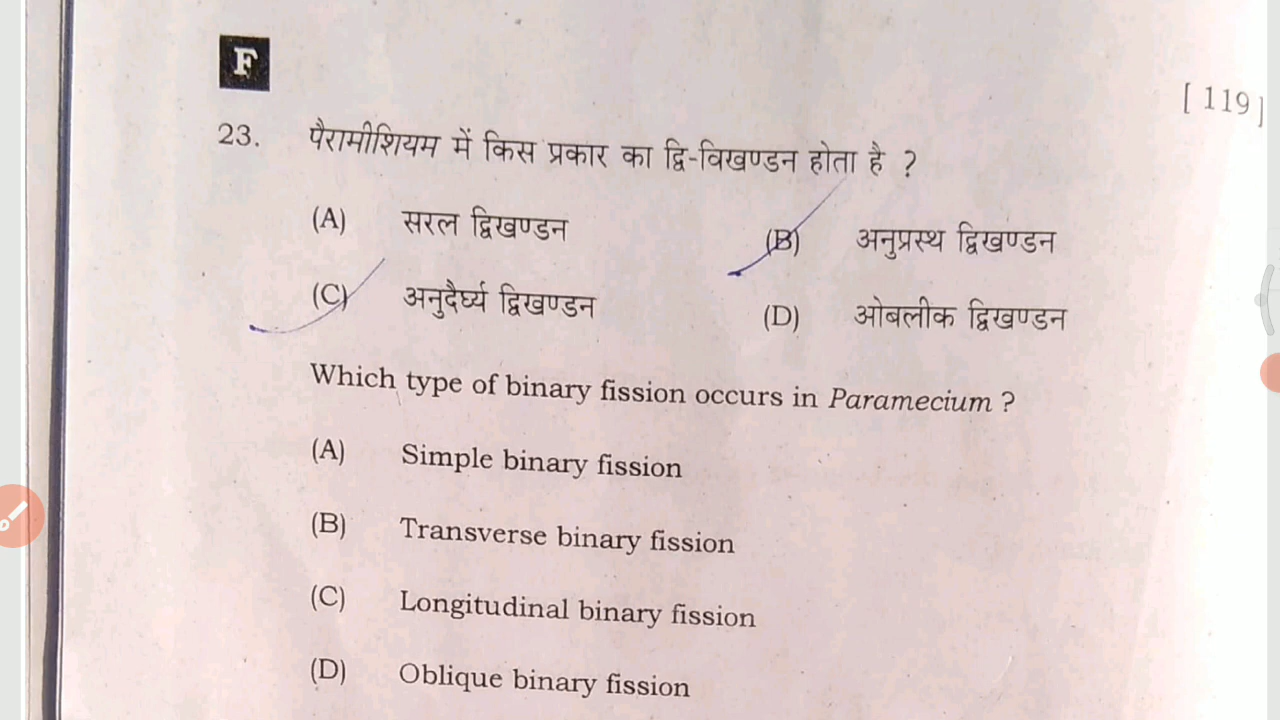 F
[ 119 ]
23. पैरामीशियम में किस प्रकार का द्वि-विखण्डन होता है ?
(A) सरल द्विखण्डन (B) अनुप्रस्थ द्विखण्डन
(C) अनुदैर्घ्य द्विखण्डन (D) ओबलीक द्विखण्डन
Which type of binary fission occurs in Paramecium ?
(A) Simple binary fission
(B) Transverse binary fission
(C) Longitudinal binary fission
(D) Oblique binary fission